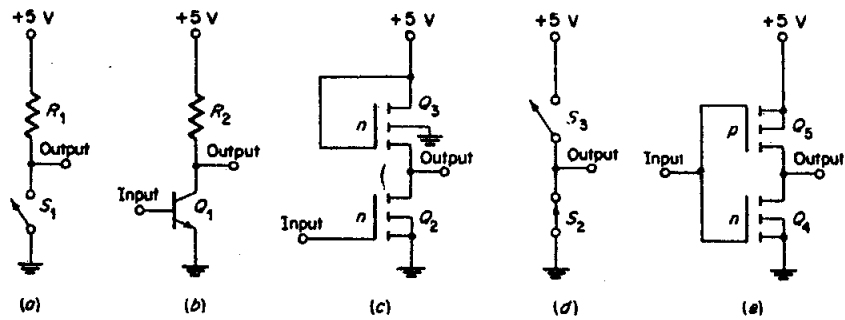 +5 V
R1
Output
S1
(a)
+5 V
R2
Output
Input
Q1
(b)
+5 V
Q3
n
Output
n
Q2
Input
(c)
+5 V
S3
Output
S2
(d)
+5 V
p
Q5
Input
Output
n
Q4
(e)